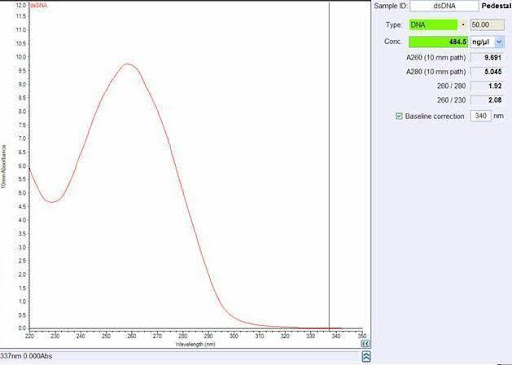 Sample ID: dsDNA Pedestal
Type: DNA 50.00
Conc. 484.5 ng/µl
A260 (10 mm path) 9.691
A280 (10 mm path) 5.045
260 / 280 1.92
260 / 230 2.08
Baseline correction 340 nm
dsDNA
10mm Absorbance
12.0
11.5
11.0
10.5
10.0
9.5
9.0
8.5
8.0
7.5
7.0
6.5
6.0
5.5
5.0
4.5
4.0
3.5
3.0
2.5
2.0
1.5
1.0
0.5
0.0
220 230 240 250 260 270 280 290 300 310 320 330 340 350
Wavelength (nm)
337nm 0.000Abs